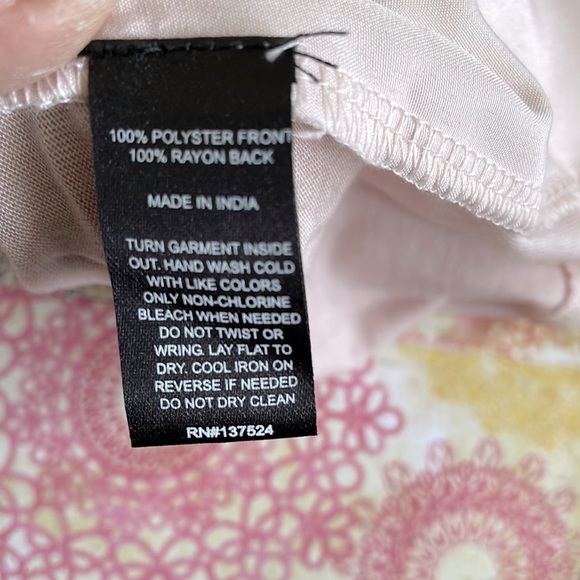 100% POLYSTER FRONT
100% RAYON BACK
MADE IN INDIA
TURN GARMENT INSIDE
OUT. HAND WASH COLD
WITH LIKE COLORS
ONLY NON-CHLORINE
BLEACH WHEN NEEDED
DO NOT TWIST OR
WRING. LAY FLAT TO
DRY. COOL IRON ON
REVERSE IF NEEDED
DO NOT DRY CLEAN
RN#137524